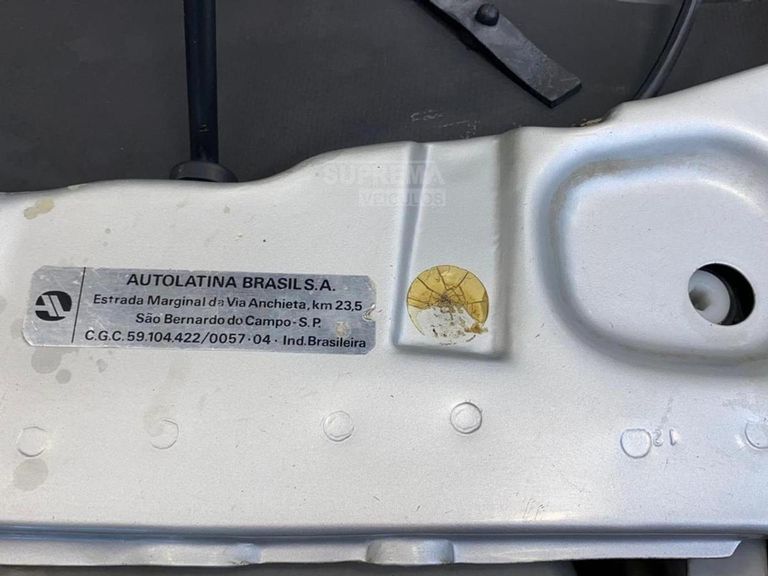 SUPREMA
VEÍCULOS
AUTOLATINA BRASIL S.A.
Estrada Marginal da Via Anchieta, km 23,5
São Bernardo do Campo - S.P.
C.G.C. 59.104.422/0057-04 · Ind.Brasileira
12